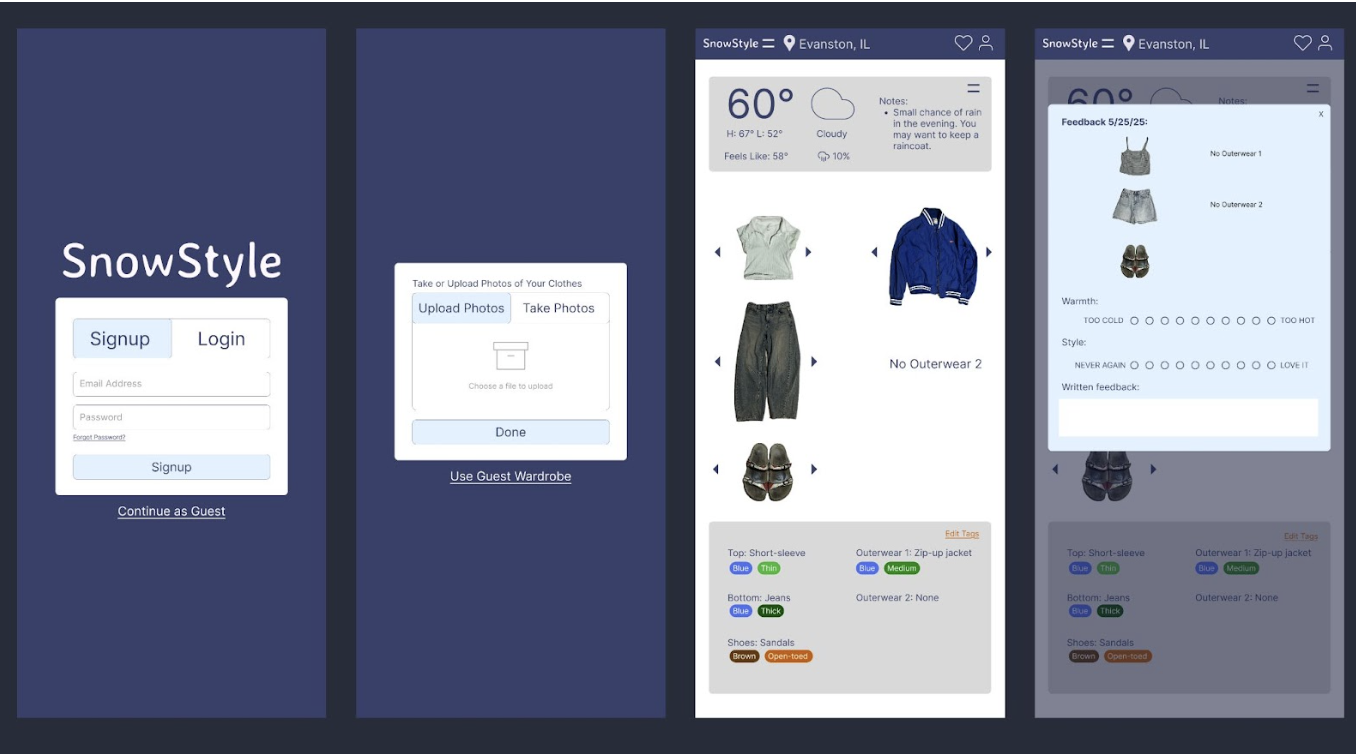 SnowStyle
Signup
Login
Email Address
Password
Forgot Password?
Signup
Continue as Guest
Take or Upload Photos of Your Clothes
Upload Photos
Take Photos
Choose a file to upload
Done
Use Guest Wardrobe
SnowStyle
Evanston, IL
60°
H: 67° L: 52°
Feels Like: 58°
Cloudy
10%
Notes:
• Small chance of rain
in the evening. You
may want to keep a
raincoat.
No Outerwear 2
Edit Tags
Top: Short-sleeve
Blue
Thin
Outerwear 1: Zip-up jacket
Blue
Medium
Bottom: Jeans
Blue
Thick
Outerwear 2: None
Shoes: Sandals
Brown
Open-toed
SnowStyle
Evanston, IL
60°
Notes:
Feedback 5/25/25:
x
No Outerwear 1
No Outerwear 2
Warmth:
TOO COLD
TOO HOT
Style:
NEVER AGAIN
LOVE IT
Written feedback:
Edit Tags
Top: Short-sleeve
Blue
Thin
Outerwear 1: Zip-up jacket
Blue
Medium
Bottom: Jeans
Blue
Thick
Outerwear 2: None
Shoes: Sandals
Brown
Open-toed